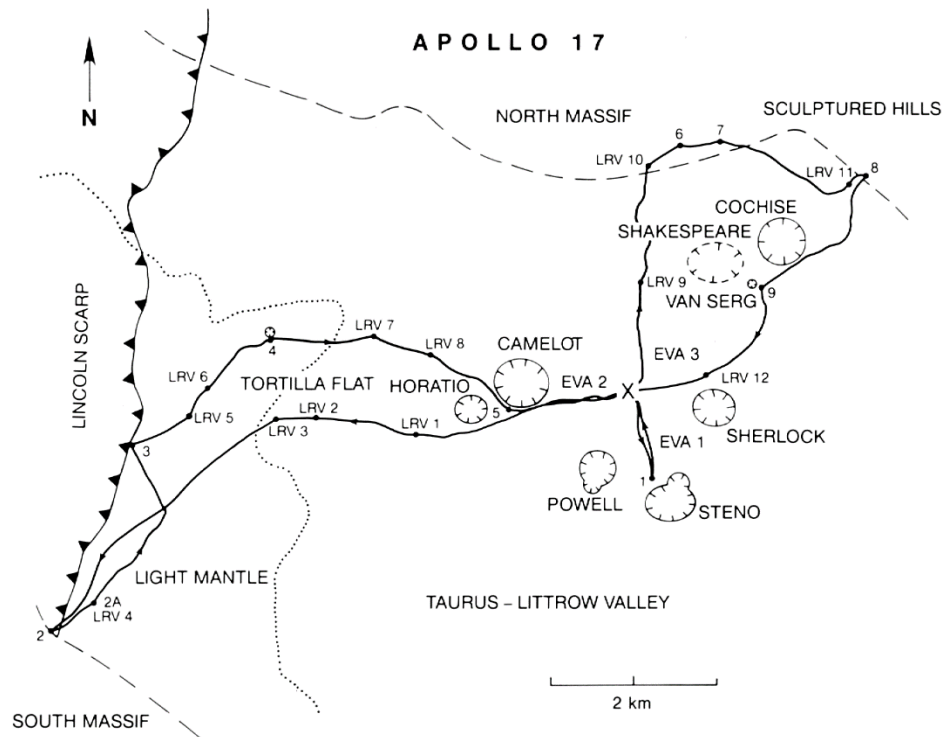 APOLLO 17
N
NORTH MASSIF
SCULPTURED HILLS
6
7
LRV 10
LRV 11
8
COCHISE
SHAKESPEARE
LRV 9
VAN SERG
9
LINCOLN SCARP
4
LRV 7
LRV 8
CAMELOT
EVA 3
LRV 6
TORTILLA FLAT
HORATIO
5
EVA 2
X
LRV 12
LRV 5
LRV 2
LRV 3
LRV 1
SHERLOCK
3
EVA 1
1
POWELL
STENO
LIGHT MANTLE
2A
LRV 4
TAURUS – LITTROW VALLEY
2
2 km
SOUTH MASSIF